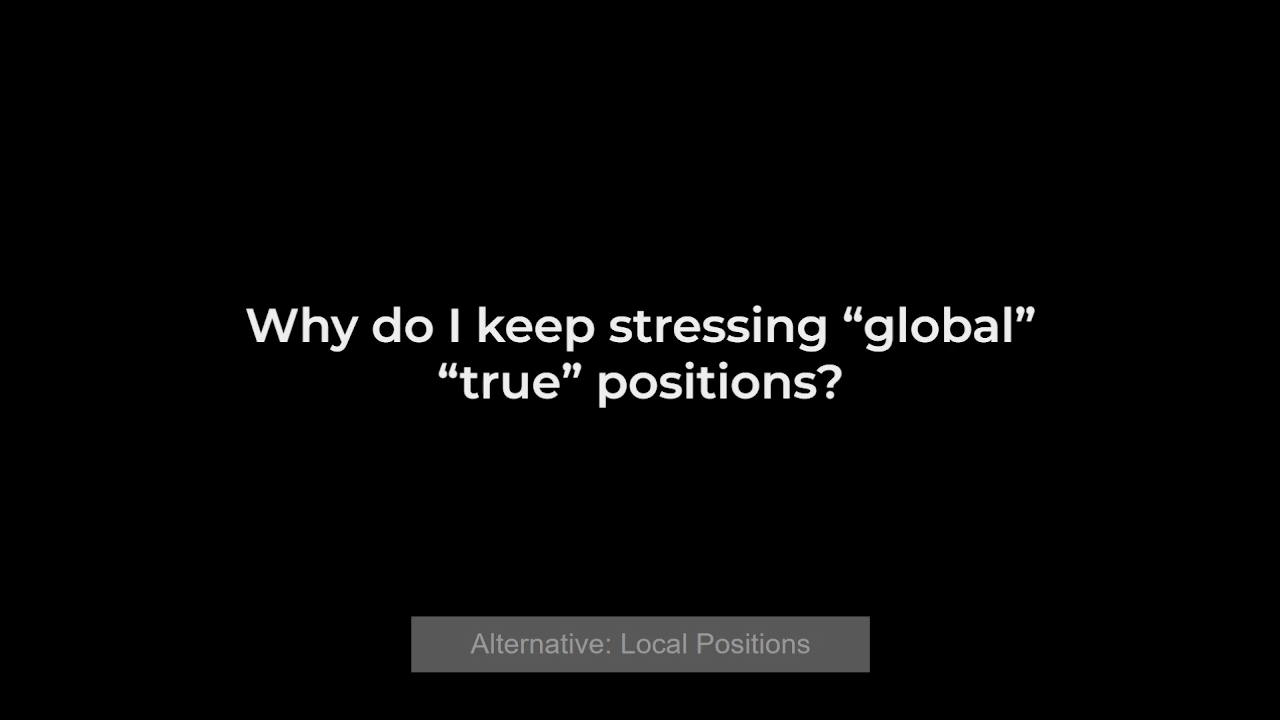 Why do I keep stressing “global”
“true” positions?
Alternative: Local Positions